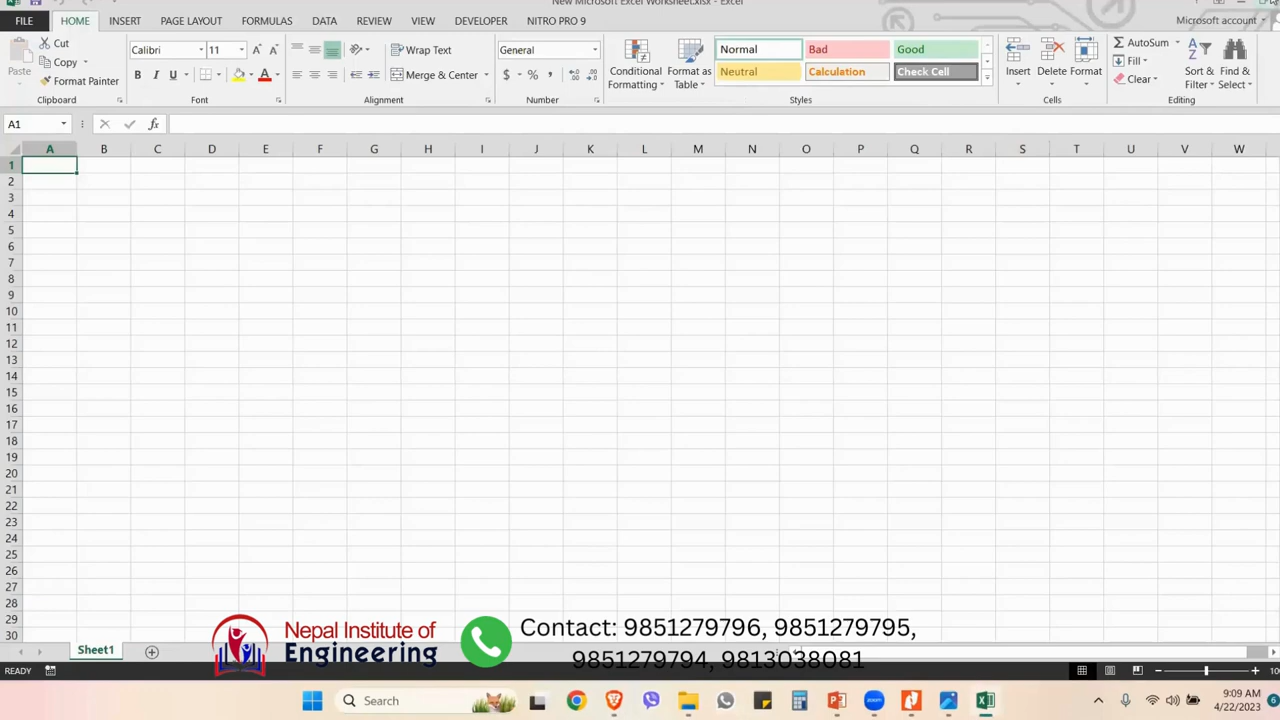 New Microsoft Excel Worksheet.xlsx - Excel
FILE HOME INSERT PAGE LAYOUT FORMULAS DATA REVIEW VIEW DEVELOPER NITRO PRO 9 Microsoft account
Paste
Cut
Copy
Format Painter
Clipboard
Calibri 11
B I U
Font
Wrap Text
Merge & Center
Alignment
General
$ % ,
Number
Conditional Formatting
Format as Table
Normal Bad Good
Neutral Calculation Check Cell
Styles
Insert Delete Format
Cells
AutoSum
Fill
Clear
Sort & Filter
Find & Select
Editing
A1 fx
A B C D E F G H I J K L M N O P Q R S T U V W
1
2
3
4
5
6
7
8
9
10
11
12
13
14
15
16
17
18
19
20
21
22
23
24
25
26
27
28
29
30
Nepal Institute of
Engineering
Contact: 9851279796, 9851279795,
9851279794, 9813038081
Sheet1
READY
Search
9:09 AM
4/22/2023